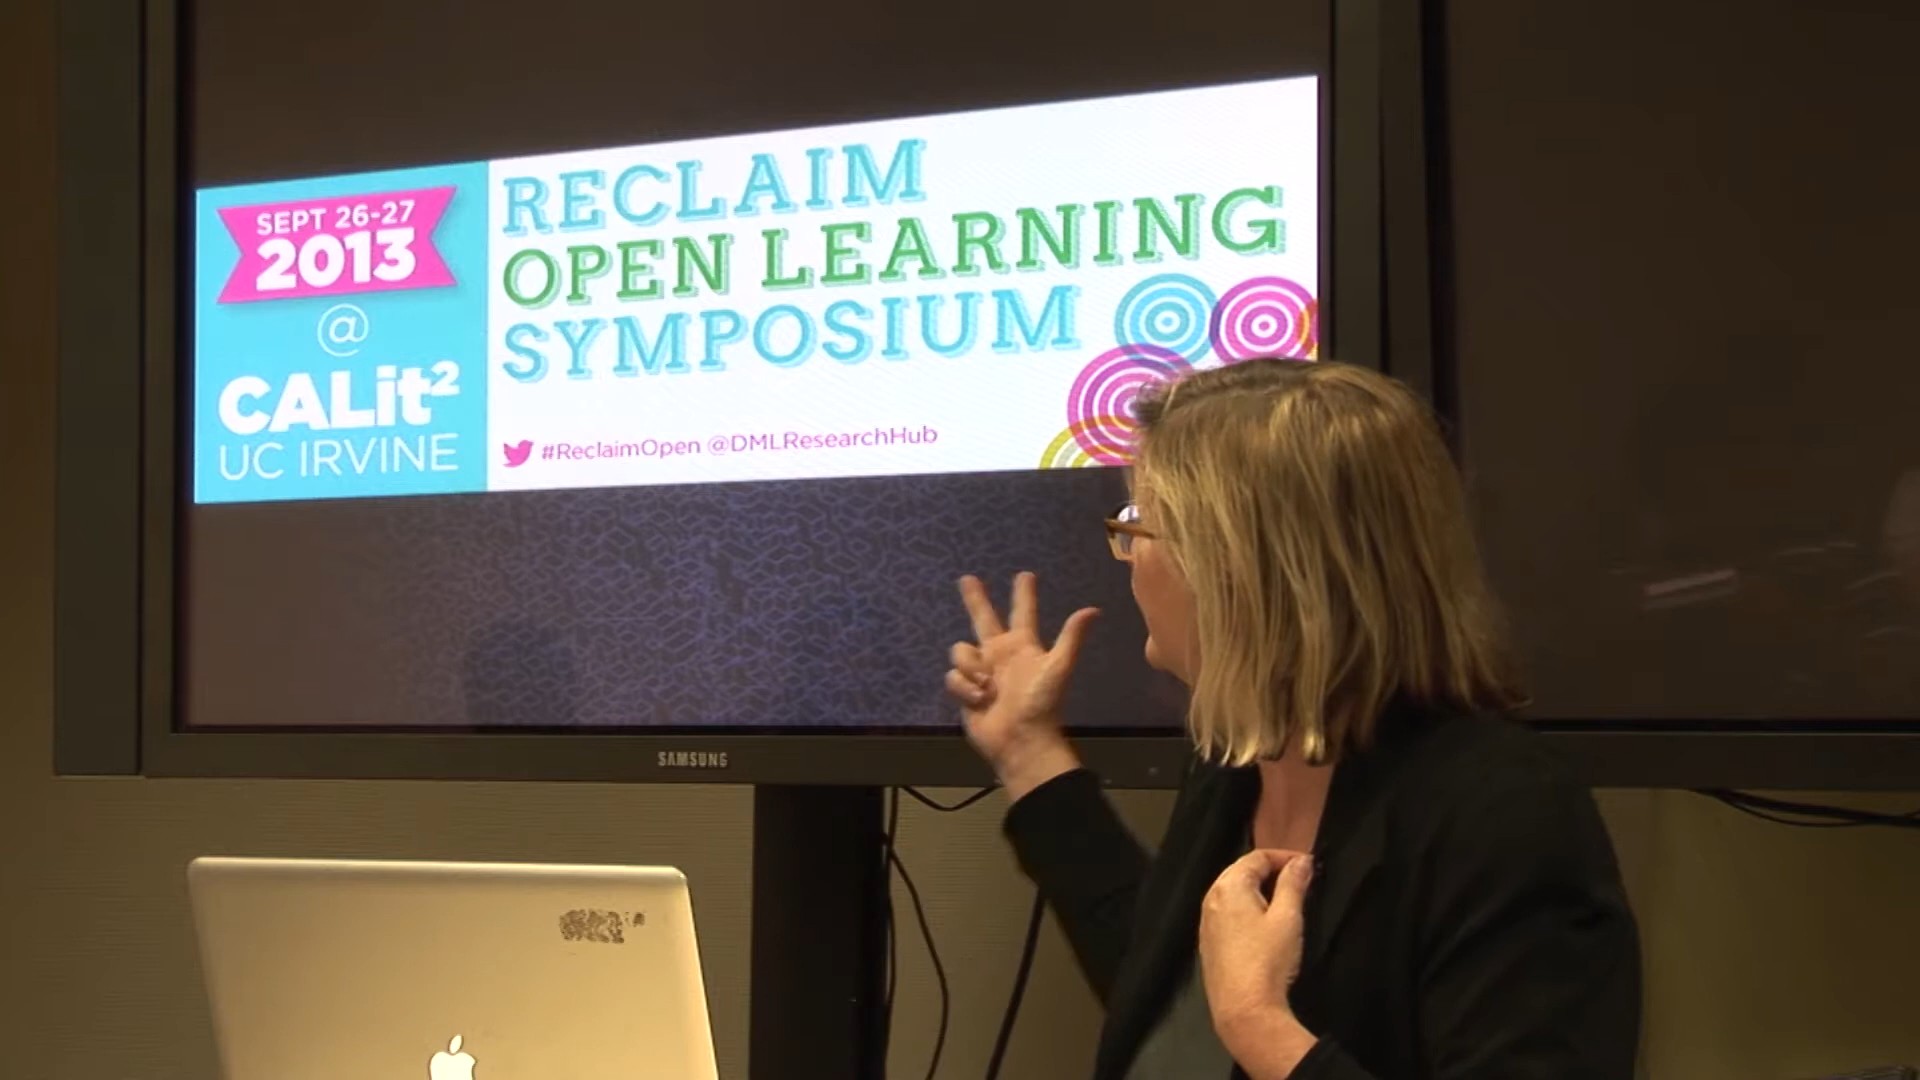 SEPT 26-27
2013
@
CALit²
UC IRVINE
RECLAIM
OPEN LEARNING
SYMPOSIUM
#ReclaimOpen @DMLResearchHub
SAMSUNG